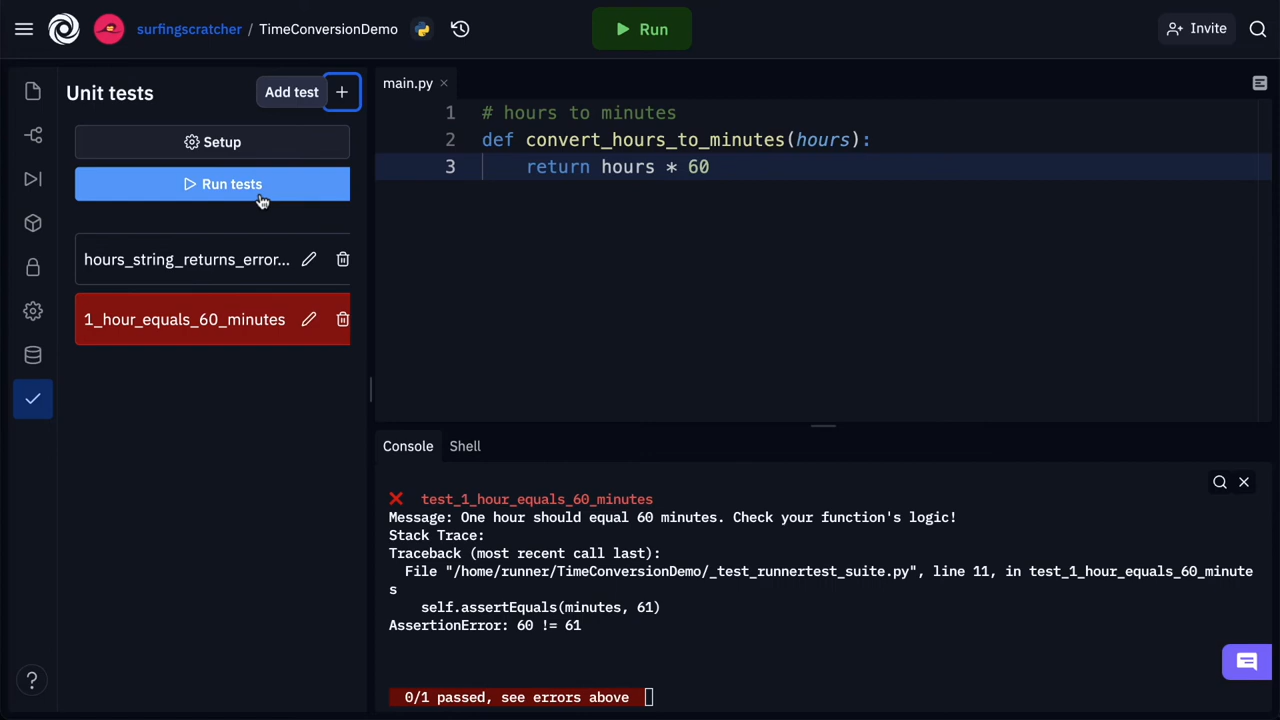 surfingscratcher / TimeConversionDemo
Run
Invite
Unit tests
Add test
+
Setup
Run tests
hours_string_returns_error...
1_hour_equals_60_minutes
?
main.py ×
1 # hours to minutes
2 def convert_hours_to_minutes(hours):
3     return hours * 60
Console Shell
❌ test_1_hour_equals_60_minutes
Message: One hour should equal 60 minutes. Check your function's logic!
Stack Trace:
Traceback (most recent call last):
  File "/home/runner/TimeConversionDemo/_test_runnertest_suite.py", line 11, in test_1_hour_equals_60_minute
s
    self.assertEquals(minutes, 61)
AssertionError: 60 != 61
0/1 passed, see errors above